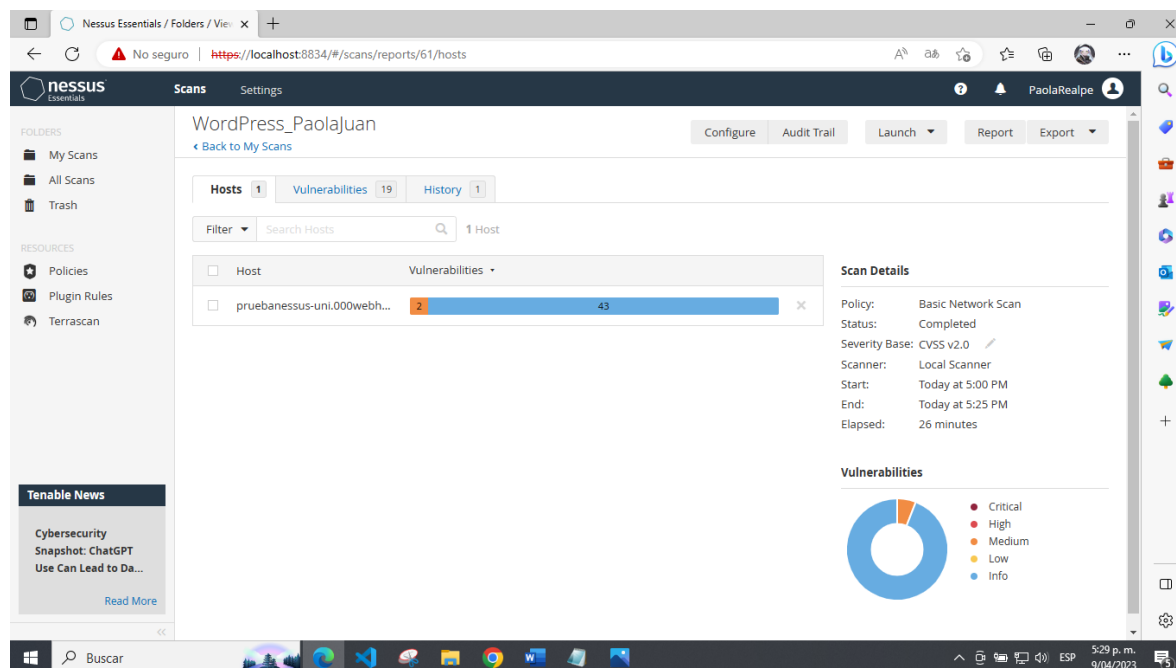 Nessus Essentials / Folders / Vie
No seguro | https://localhost:8834/#/scans/reports/61/hosts
nessus
Essentials
Scans Settings
PaolaRealpe
FOLDERS
My Scans
All Scans
Trash
RESOURCES
Policies
Plugin Rules
Terrascan
Tenable News
Cybersecurity
Snapshot: ChatGPT
Use Can Lead to Da...
Read More
WordPress_PaolaJuan
Back to My Scans
Configure Audit Trail Launch Report Export
Hosts 1 Vulnerabilities 19 History 1
Filter Search Hosts 1 Host
Host Vulnerabilities
pruebanessus-uni.000webh... 2 43
Scan Details
Policy: Basic Network Scan
Status: Completed
Severity Base: CVSS v2.0
Scanner: Local Scanner
Start: Today at 5:00 PM
End: Today at 5:25 PM
Elapsed: 26 minutes
Vulnerabilities
Critical
High
Medium
Low
Info
Buscar
ESP
5:29 p. m.
9/04/2023